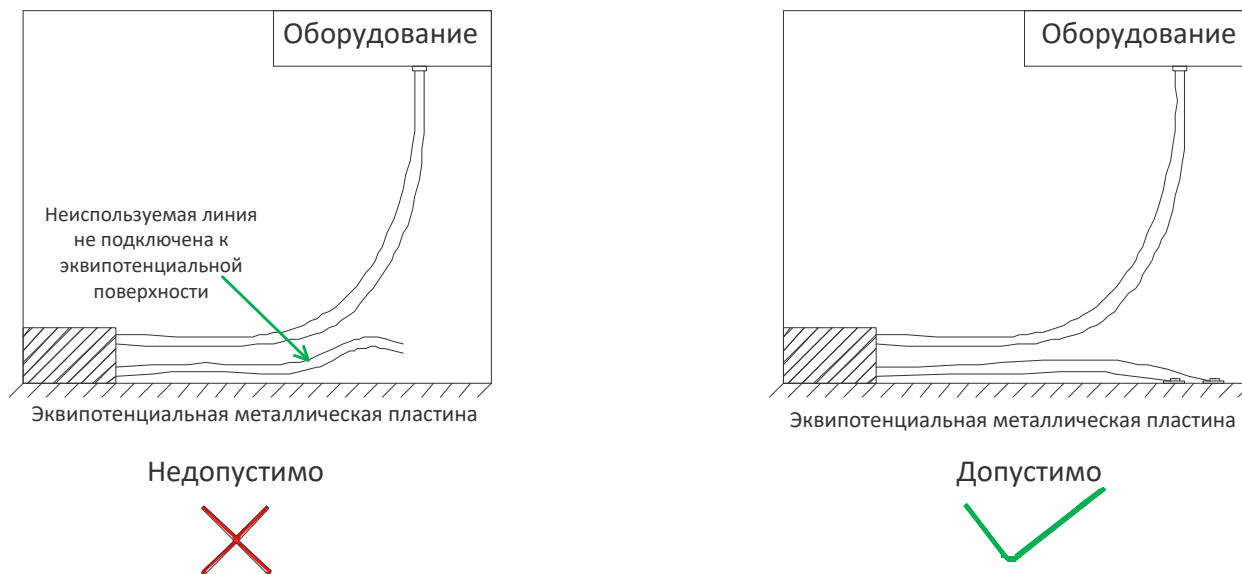 Оборудование
Неиспользуемая линия
не подключена к
эквипотенциальной
поверхности
Эквипотенциальная металлическая пластина
Недопустимо
Оборудование
Эквипотенциальная металлическая пластина
Допустимо